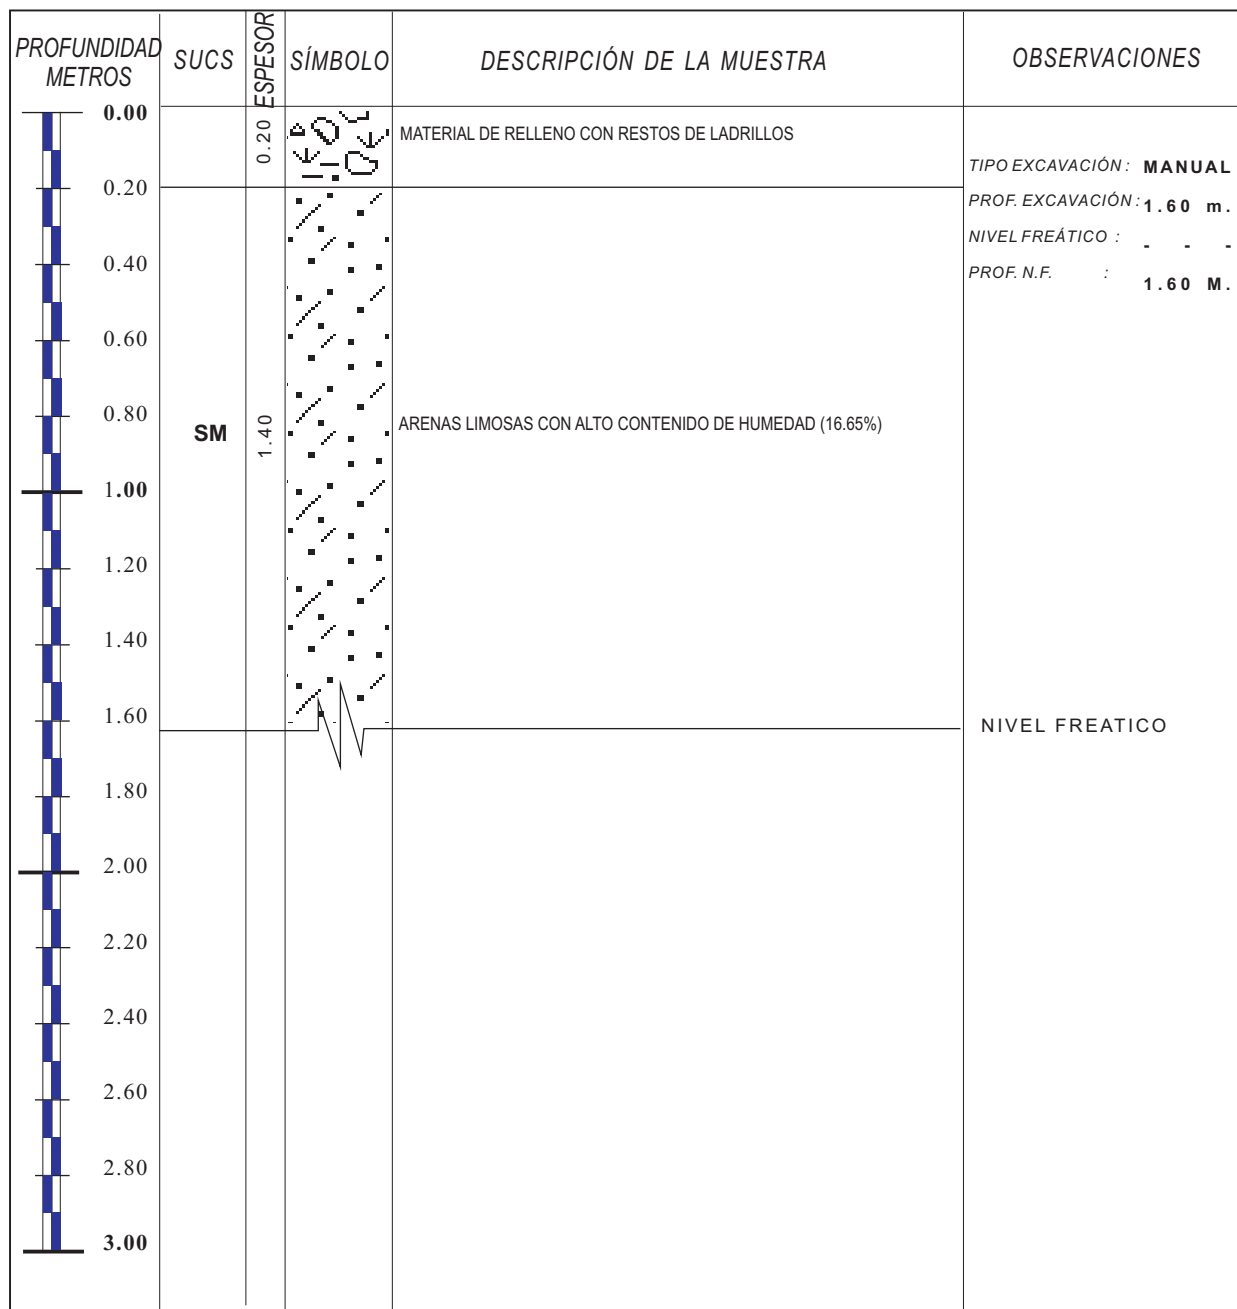 PROFUNDIDAD
METROS
SUCS
ESPESOR
SÍMBOLO
DESCRIPCIÓN DE LA MUESTRA
OBSERVACIONES
0.00
0.20
MATERIAL DE RELLENO CON RESTOS DE LADRILLOS
TIPO EXCAVACIÓN : MANUAL
0.20
PROF. EXCAVACIÓN : 1.60 m.
NIVEL FREÁTICO : - - -
0.40
PROF. N.F. : 1.60 M.
0.60
0.80
SM
1.40
ARENAS LIMOSAS CON ALTO CONTENIDO DE HUMEDAD (16.65%)
1.00
1.20
1.40
1.60
NIVEL FREATICO
1.80
2.00
2.20
2.40
2.60
2.80
3.00